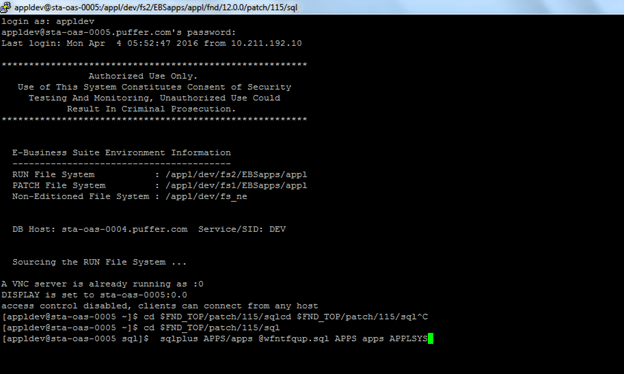 appldev@sta-oas-0005:/appl/dev/fs2/EBSapps/appl/fnd/12.0.0/patch/115/sql
login as: appldev
appldev@sta-oas-0005.puffer.com's password:
Last login: Mon Apr  4 05:52:47 2016 from 10.211.192.10
********************************************************
Authorized Use Only.
Use of This System Constitutes Consent of Security
Testing And Monitoring, Unauthorized Use Could
Result In Criminal Prosecution.
********************************************************
E-Business Suite Environment Information
----------------------------------------
RUN File System           : /appl/dev/fs2/EBSapps/appl
PATCH File System         : /appl/dev/fs1/EBSapps/appl
Non-Editioned File System : /appl/dev/fs_ne
DB Host: sta-oas-0004.puffer.com  Service/SID: DEV
Sourcing the RUN File System ...
A VNC server is already running as :0
DISPLAY is set to sta-oas-0005:0.0
access control disabled, clients can connect from any host
[appldev@sta-oas-0005 ~]$ cd $FND_TOP/patch/115/sqlcd $FND_TOP/patch/115/sql^C
[appldev@sta-oas-0005 ~]$ cd $FND_TOP/patch/115/sql
[appldev@sta-oas-0005 sql]$  sqlplus APPS/apps @wfntfqup.sql APPS apps APPLSYS